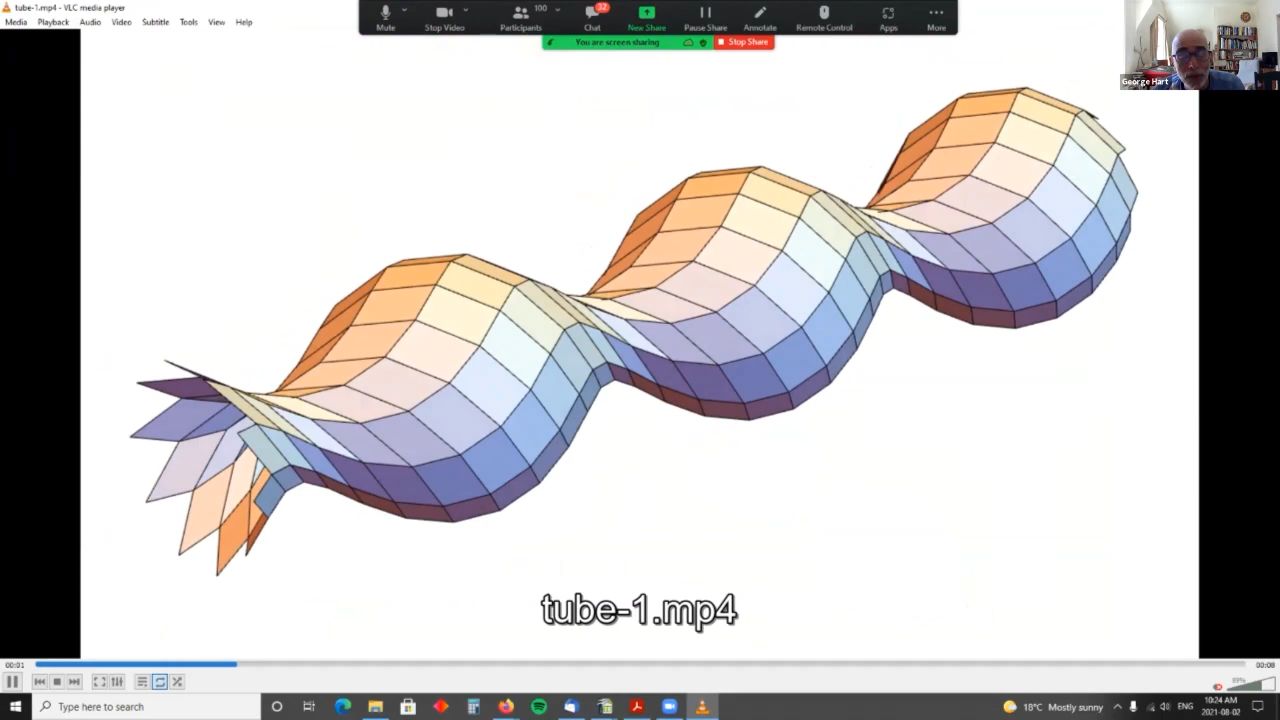 tube-1.mp4 - VLC media player
Media Playback Audio Video Subtitle Tools View Help
Mute
Stop Video
100
Participants
32
Chat
New Share
Pause Share
Annotate
Remote Control
Apps
More
You are screen sharing
Stop Share
George Hart
tube-1.mp4
00:01
00:08
89%
Type here to search
18°C Mostly sunny
ENG
10:24 AM
2021-08-02